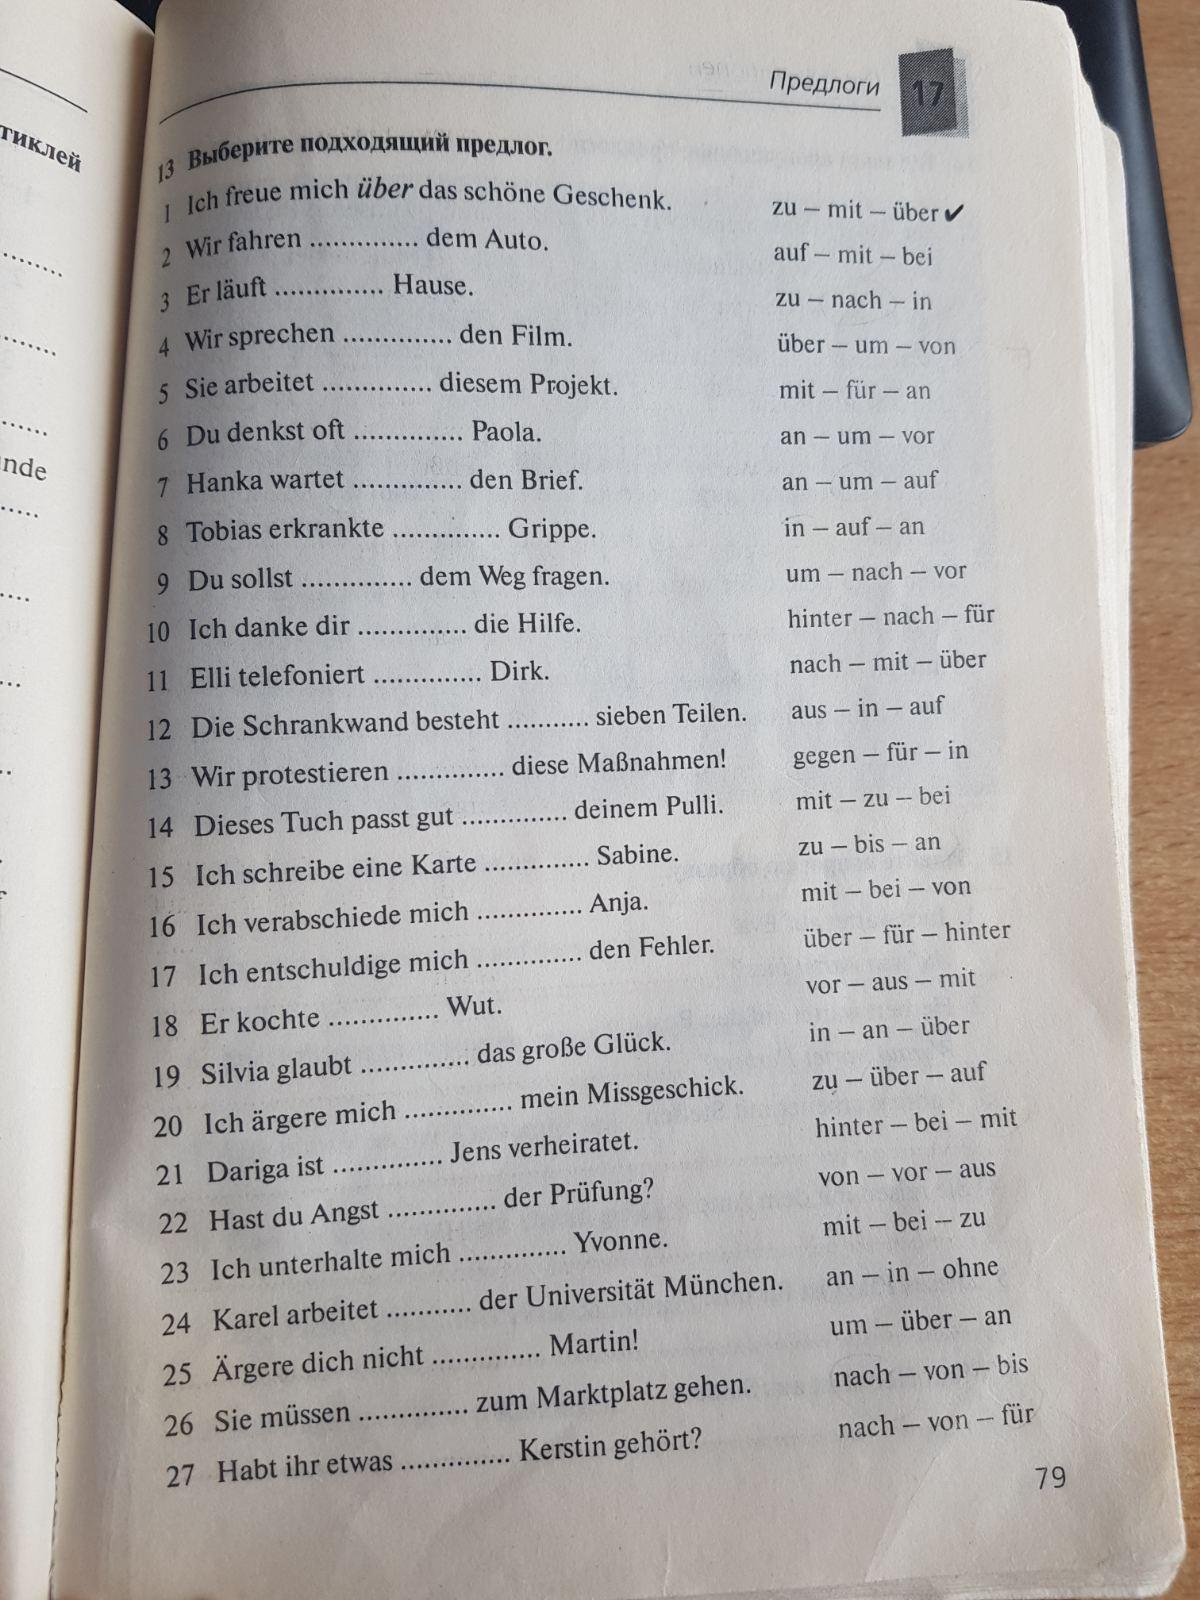 тиклей
nde
Предлоги 17
13 Выберите подходящий предлог.
1 Ich freue mich über das schöne Geschenk. zu – mit – über ✔
2 Wir fahren .............. dem Auto. auf – mit – bei
3 Er läuft .............. Hause. zu – nach – in
4 Wir sprechen .............. den Film. über – um – von
5 Sie arbeitet .............. diesem Projekt. mit – für – an
6 Du denkst oft .............. Paola. an – um – vor
7 Hanka wartet .............. den Brief. an – um – auf
8 Tobias erkrankte .............. Grippe. in – auf – an
9 Du sollst .............. dem Weg fragen. um – nach – vor
10 Ich danke dir .............. die Hilfe. hinter – nach – für
11 Elli telefoniert .............. Dirk. nach – mit – über
12 Die Schrankwand besteht ........... sieben Teilen. aus – in – auf
13 Wir protestieren .............. diese Maßnahmen! gegen – für – in
14 Dieses Tuch passt gut .............. deinem Pulli. mit – zu – bei
15 Ich schreibe eine Karte .............. Sabine. zu – bis – an
16 Ich verabschiede mich .............. Anja. mit – bei – von
17 Ich entschuldige mich .............. den Fehler. über – für – hinter
18 Er kochte .............. Wut. vor – aus – mit
19 Silvia glaubt .............. das große Glück. in – an – über
20 Ich ärgere mich .............. mein Missgeschick. zu – über – auf
21 Dariga ist .............. Jens verheiratet. hinter – bei – mit
22 Hast du Angst .............. der Prüfung? von – vor – aus
23 Ich unterhalte mich .............. Yvonne. mit – bei – zu
24 Karel arbeitet ........... der Universität München. an – in – ohne
25 Ärgere dich nicht .............. Martin! um – über – an
26 Sie müssen .............. zum Marktplatz gehen. nach – von – bis
27 Habt ihr etwas .............. Kerstin gehört? nach – von – für
79